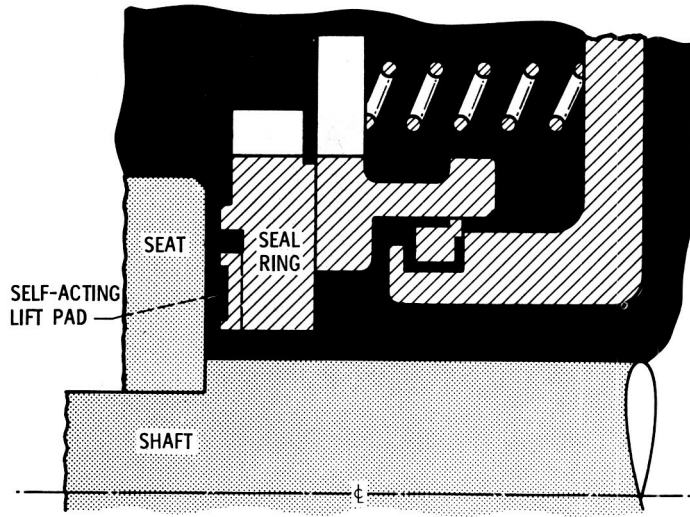 SEAT
SEAL
RING
SELF-ACTING
LIFT PAD
SHAFT
℄